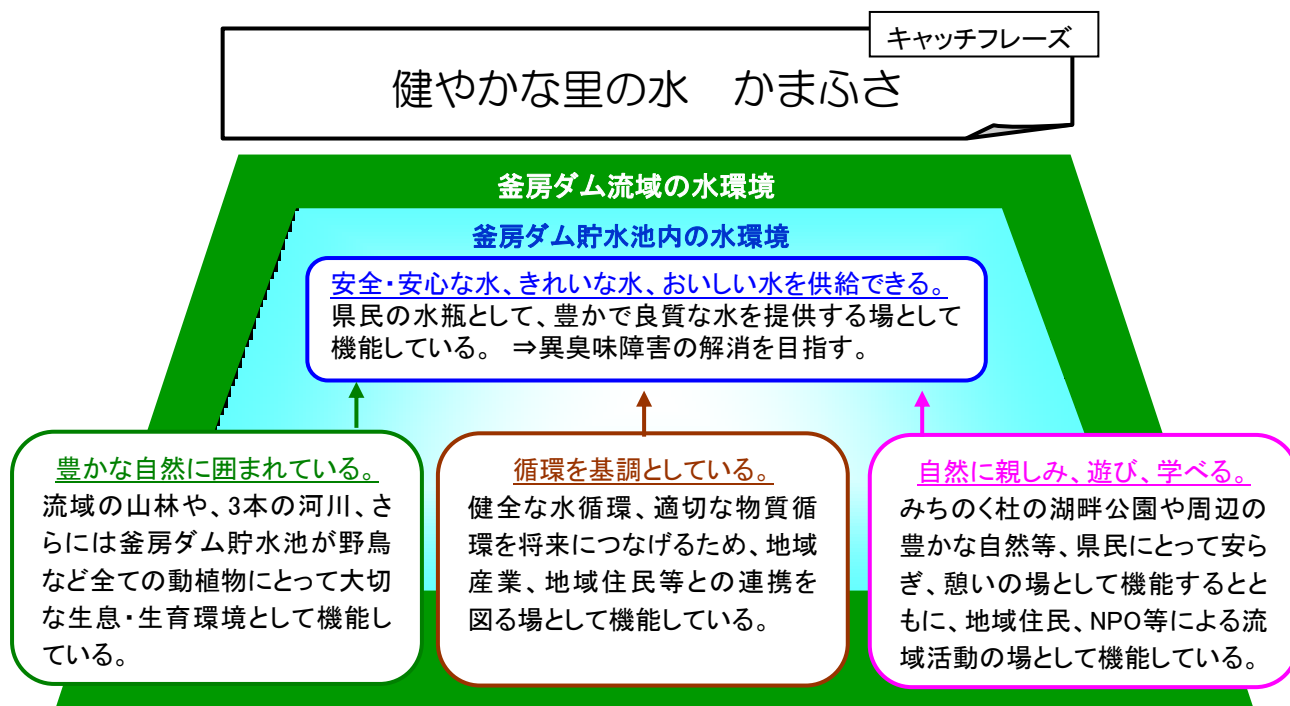 キャッチフレーズ
健やかな里の水　かまふさ
釜房ダム流域の水環境
釜房ダム貯水池内の水環境
安全・安心な水、きれいな水、おいしい水を供給できる。
県民の水瓶として、豊かで良質な水を提供する場として
機能している。　⇒異臭味障害の解消を目指す。
豊かな自然に囲まれている。
流域の山林や、3本の河川、さ
らには釜房ダム貯水池が野鳥
など全ての動植物にとって大切
な生息・生育環境として機能し
ている。
循環を基調としている。
健全な水循環、適切な物質循
環を将来につなげるため、地域
産業、地域住民等との連携を
図る場として機能している。
自然に親しみ、遊び、学べる。
みちのく杜の湖畔公園や周辺の
豊かな自然等、県民にとって安ら
ぎ、憩いの場として機能するとと
もに、地域住民、NPO等による流
域活動の場として機能している。